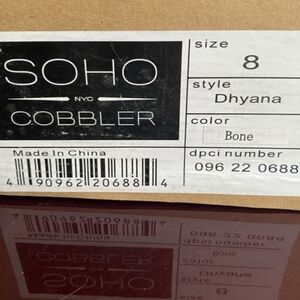 SOHO
NYC
COBBLER
Made In China
4 190962 20688 4
size
8
style
Dhyana
color
Bone
dpci number
096 22 0688